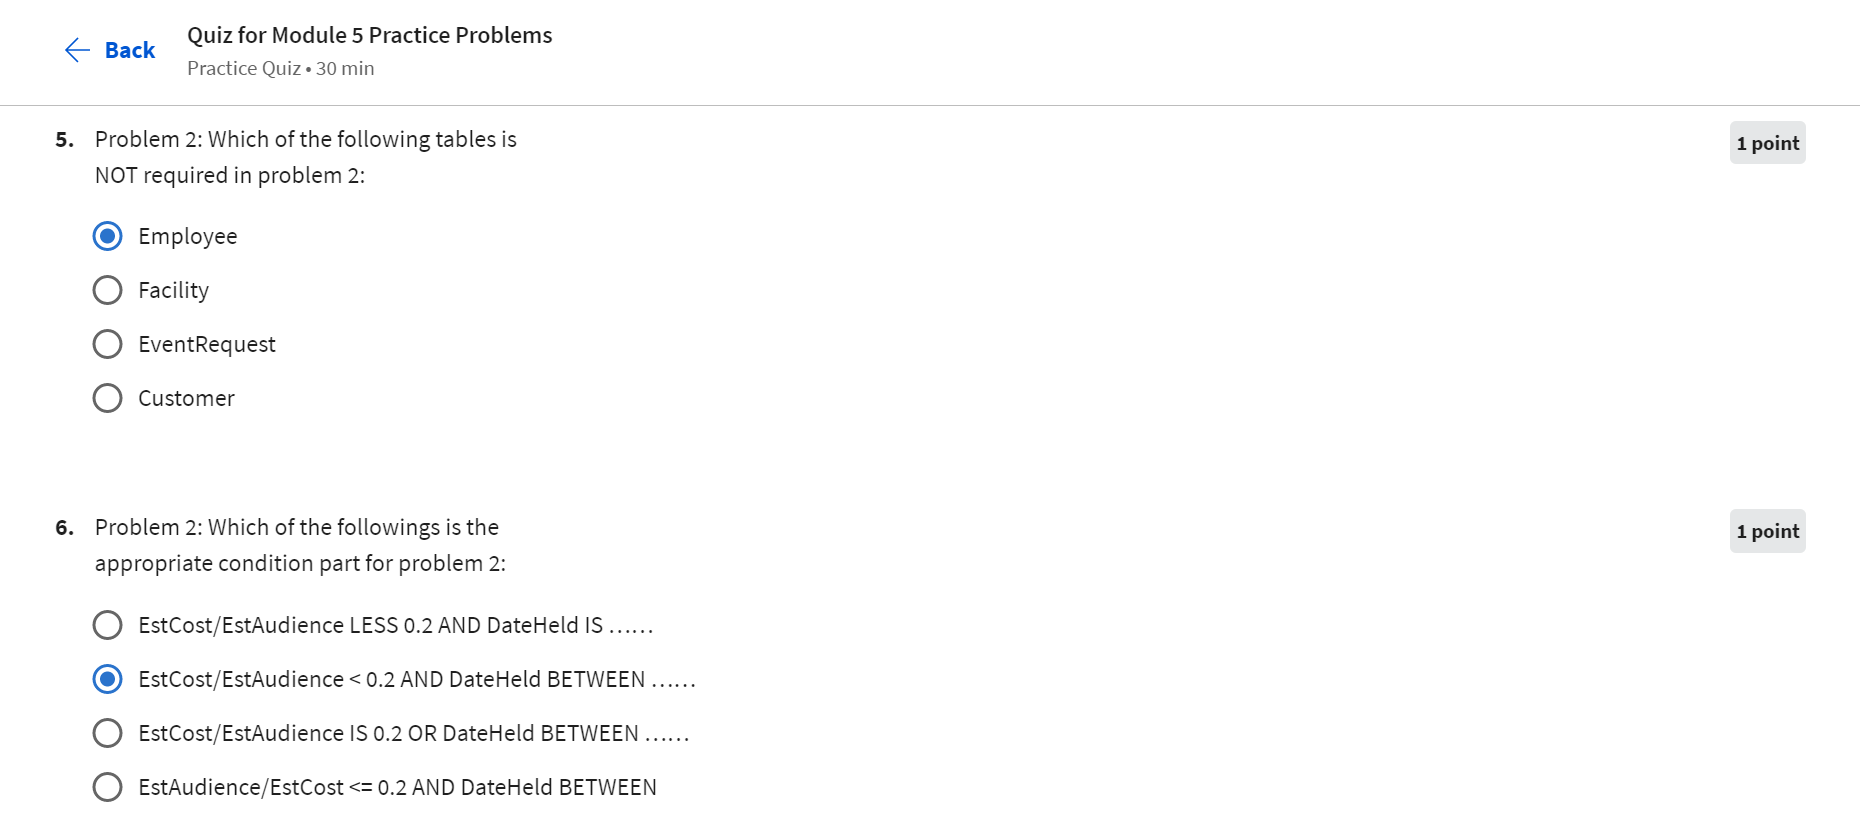 Back
Quiz for Module 5 Practice Problems
Practice Quiz • 30 min
5. Problem 2: Which of the following tables is
NOT required in problem 2:
1 point
Employee
Facility
EventRequest
Customer
6. Problem 2: Which of the followings is the
appropriate condition part for problem 2:
1 point
EstCost/EstAudience LESS 0.2 AND DateHeld IS ……
EstCost/EstAudience < 0.2 AND DateHeld BETWEEN ……
EstCost/EstAudience IS 0.2 OR DateHeld BETWEEN ……
EstAudience/EstCost <= 0.2 AND DateHeld BETWEEN